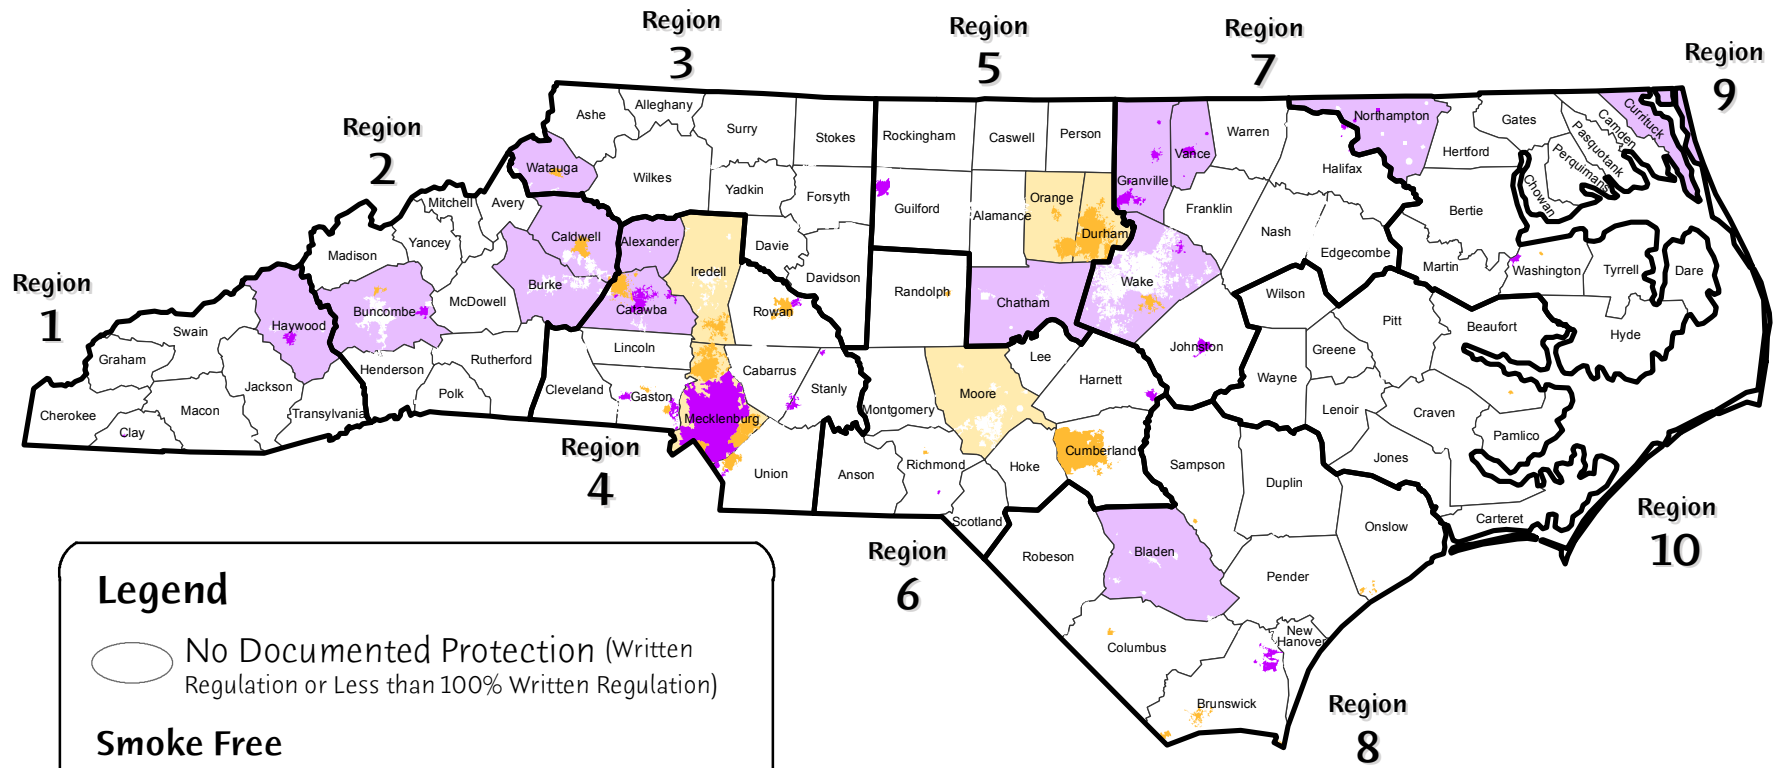 Region
3
Region
5
Region
7
Region
9
Region
2
Region
1
Ashe
Alleghany
Surry
Stokes
Rockingham
Caswell
Person
Warren
Northampton
Gates
Currituck
Camden
Pasquotank
Perquimans
Chowan
Hertford
Halifax
Vance
Granville
Watauga
Wilkes
Yadkin
Forsyth
Guilford
Alamance
Orange
Durham
Franklin
Nash
Edgecombe
Bertie
Martin
Washington
Tyrrell
Dare
Mitchell
Avery
Yancey
Madison
Caldwell
Alexander
Iredell
Davie
Davidson
Randolph
Chatham
Wake
Wilson
Pitt
Beaufort
Hyde
Swain
Haywood
Buncombe
McDowell
Burke
Catawba
Rowan
Graham
Jackson
Henderson
Rutherford
Polk
Lincoln
Cabarrus
Stanly
Lee
Johnston
Greene
Wayne
Cherokee
Clay
Macon
Transylvania
Cleveland
Gaston
Mecklenburg
Union
Montgomery
Moore
Harnett
Lenoir
Craven
Pamlico
Jones
Carteret
Anson
Richmond
Hoke
Cumberland
Scotland
Sampson
Duplin
Onslow
Robeson
Bladen
Pender
Columbus
New
Hanover
Brunswick
Region
4
Region
6
Region
8
Region
10
Legend
No Documented Protection (Written
Regulation or Less than 100% Written Regulation)
Smoke Free